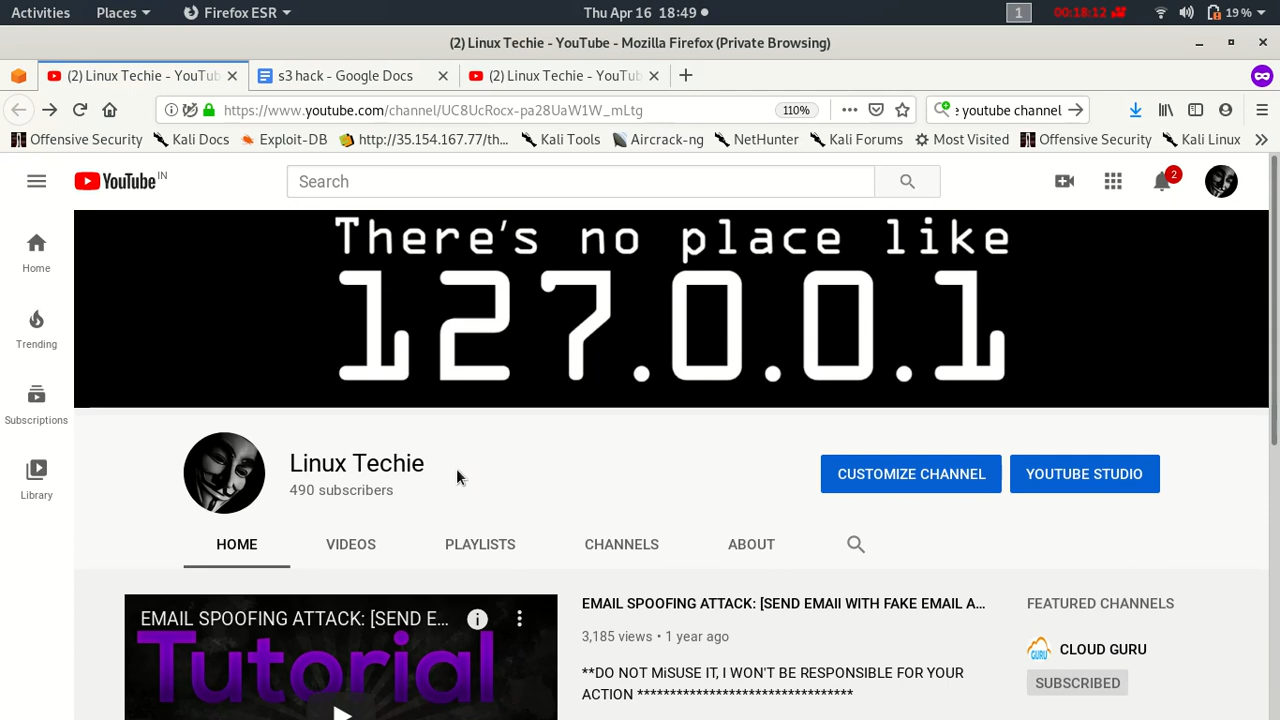 Activities Places Firefox ESR Thu Apr 16 18:49 1 00:18:12 19 %
(2) Linux Techie - YouTube - Mozilla Firefox (Private Browsing)
(2) Linux Techie - YouTub s3 hack - Google Docs (2) Linux Techie - YouTub
https://www.youtube.com/channel/UC8UcRocx-pa28UaW1W_mLtg 110% e youtube channel
Offensive Security Kali Docs Exploit-DB http://35.154.167.77/th... Kali Tools Aircrack-ng NetHunter Kali Forums Most Visited Offensive Security Kali Linux
YouTube IN Search 2
There's no place like
127.0.0.1
Home
Trending
Subscriptions
Library
Linux Techie
490 subscribers
CUSTOMIZE CHANNEL YOUTUBE STUDIO
HOME VIDEOS PLAYLISTS CHANNELS ABOUT
EMAIL SPOOFING ATTACK: [SEND E...
Tutorial
EMAIL SPOOFING ATTACK: [SEND EMAIl WITH FAKE EMAIL A...
3,185 views • 1 year ago
**DO NOT MiSUSE IT, I WON'T BE RESPONSIBLE FOR YOUR
ACTION *********************************
FEATURED CHANNELS
GURU CLOUD GURU
SUBSCRIBED